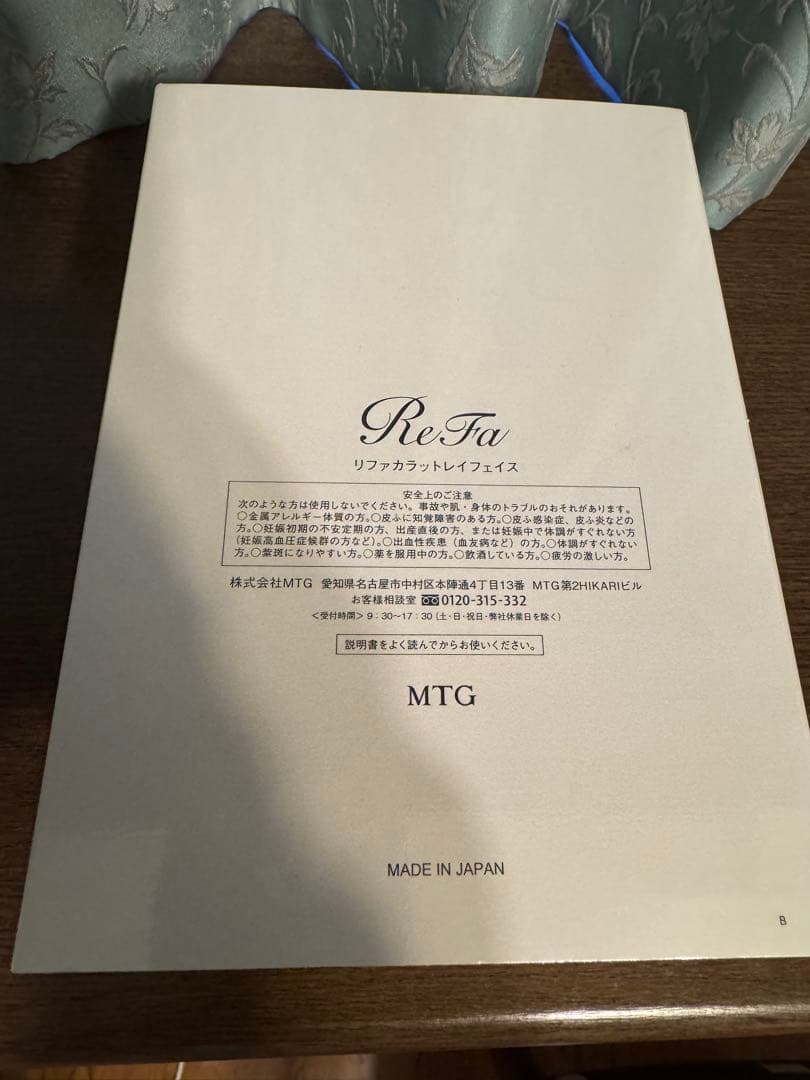 ReFa
リファカラットレイフェイス
安全上のご注意
次のような方は使用しないでください。事故や肌・身体のトラブルのおそれがあります。
○金属アレルギー体質の方。○皮ふに知覚障害のある方。○皮ふ感染症、皮ふ炎などの
方。○妊娠初期の不安定期の方、出産直後の方、または妊娠中で体調がすぐれない方
(妊娠高血圧症候群の方など)。○出血性疾患（血友病など）の方。○体調がすぐれない
方。○紫斑になりやすい方。○薬を服用中の方。○飲酒している方。○疲労の激しい方。
株式会社MTG 愛知県名古屋市中村区本陣通4丁目13番 MTG第2HIKARIビル
お客様相談室 0120-315-332
＜受付時間＞9：30〜17：30（土・日・祝日・弊社休業日を除く）
説明書をよく読んでからお使いください。
MTG
MADE IN JAPAN
B